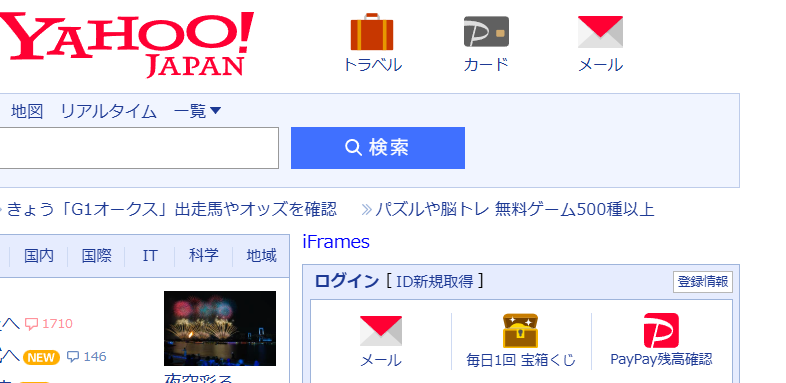 YAHOO!
JAPAN
トラベル カード メール
地図 リアルタイム 一覧
検索
きょう「G1オークス」出走馬やオッズを確認 パズルや脳トレ 無料ゲーム500種以上
iFrames
国内 国際 IT 科学 地域
ログイン [ ID新規取得 ] 登録情報
へ 1710
へ NEW 146
メール 毎日1回 宝箱くじ PayPay残高確認
夜空彩る